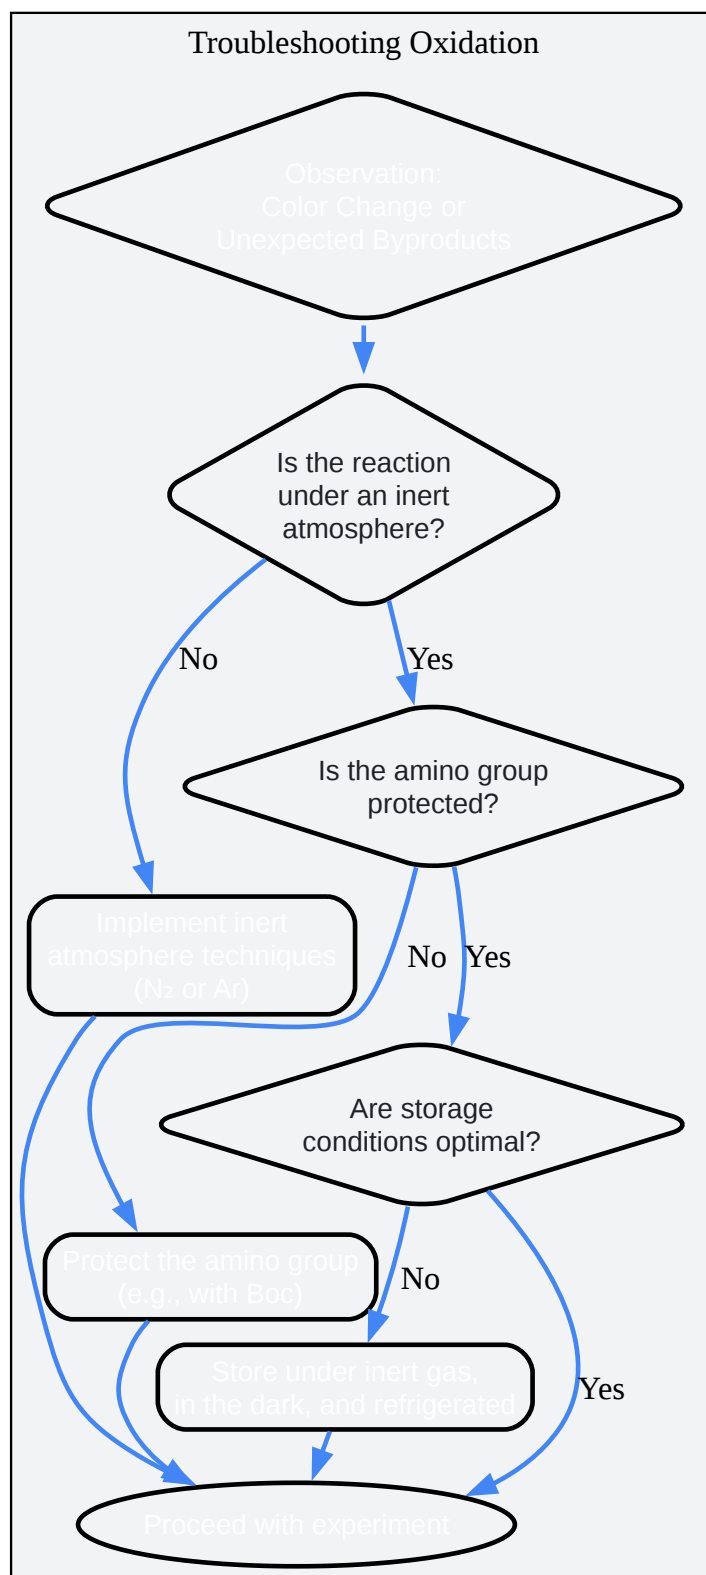 Troubleshooting Oxidation
Observation:
Color Change or
Unexpected Byproducts
Is the reaction
under an inert
atmosphere?
No
Yes
Is the amino group
protected?
Implement inert
atmosphere techniques
(N₂ or Ar)
No
Yes
Are storage
conditions optimal?
Protect the amino group
(e.g., with Boc)
No
Store under inert gas,
in the dark, and refrigerated
Yes
Proceed with experiment